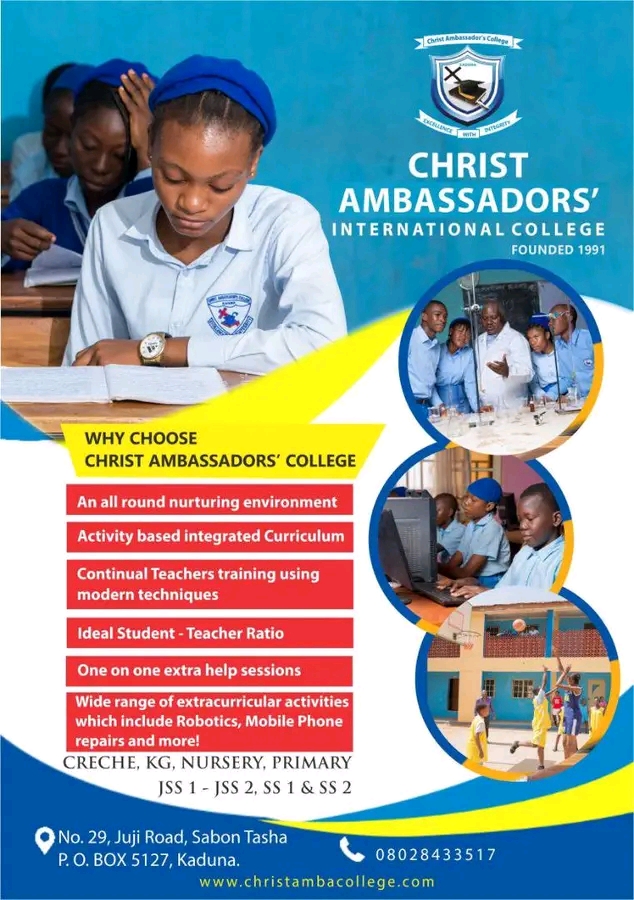 Christ Ambassador's College
KADUNA
EXCELLENCE WITH INTEGRITY
CHRIST
AMBASSADORS'
INTERNATIONAL COLLEGE
FOUNDED 1991
WHY CHOOSE
CHRIST AMBASSADORS' COLLEGE
An all round nurturing environment
Activity based integrated Curriculum
Continual Teachers training using
modern techniques
Ideal Student - Teacher Ratio
One on one extra help sessions
Wide range of extracurricular activities
which include Robotics, Mobile Phone
repairs and more!
CRECHE, KG, NURSERY, PRIMARY
JSS 1 - JSS 2, SS 1 & SS 2
No. 29, Juji Road, Sabon Tasha
P. O. BOX 5127, Kaduna.
08028433517
www.christambacollege.com